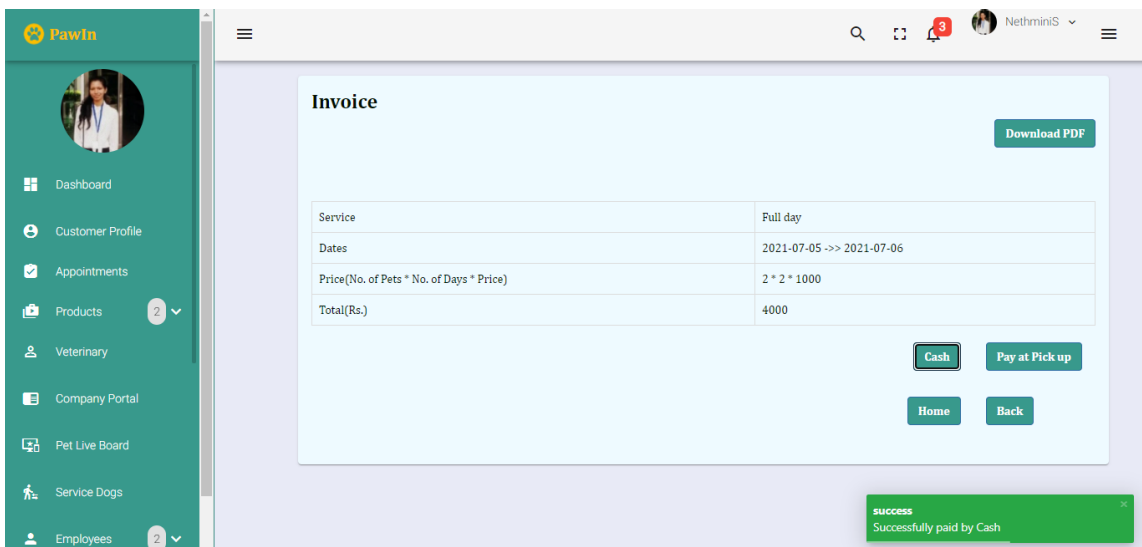 PawIn
3
NethminiS
Dashboard
Customer Profile
Appointments
Products 2
Veterinary
Company Portal
Pet Live Board
Service Dogs
Employees 2
Invoice
Download PDF
Service Full day
Dates 2021-07-05 ->> 2021-07-06
Price(No. of Pets * No. of Days * Price) 2 * 2 * 1000
Total(Rs.) 4000
Cash Pay at Pick up
Home Back
success
Successfully paid by Cash